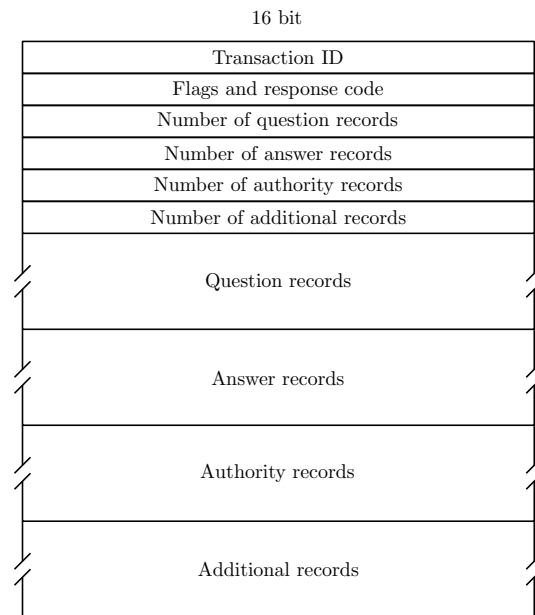 16 bit
Transaction ID
Flags and response code
Number of question records
Number of answer records
Number of authority records
Number of additional records
Question records
Answer records
Authority records
Additional records